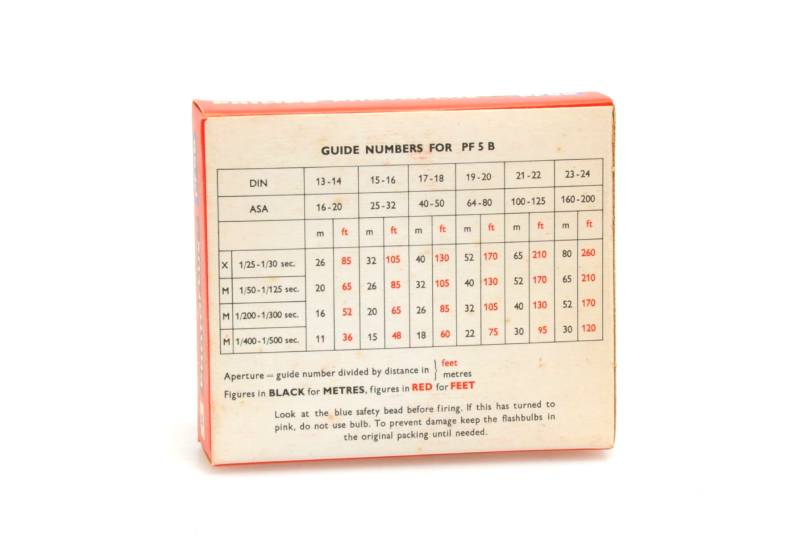 GUIDE NUMBERS FOR PF 5 B
DIN 13-14 15-16 17-18 19-20 21-22 23-24
ASA 16-20 25-32 40-50 64-80 100-125 160-200
m ft m ft m ft m ft m ft m ft
X 1/25-1/30 sec. 26 85 32 105 40 130 52 170 65 210 80 260
M 1/50-1/125 sec. 20 65 26 85 32 105 40 130 52 170 65 210
M 1/200-1/300 sec. 16 52 20 65 26 85 32 105 40 130 52 170
M 1/400-1/500 sec. 11 36 15 48 18 60 22 75 30 95 30 120
Aperture = guide number divided by distance in } feet
metres
Figures in BLACK for METRES, figures in RED for FEET
Look at the blue safety bead before firing. If this has turned to
pink, do not use bulb. To prevent damage keep the flashbulbs in
the original packing until needed.